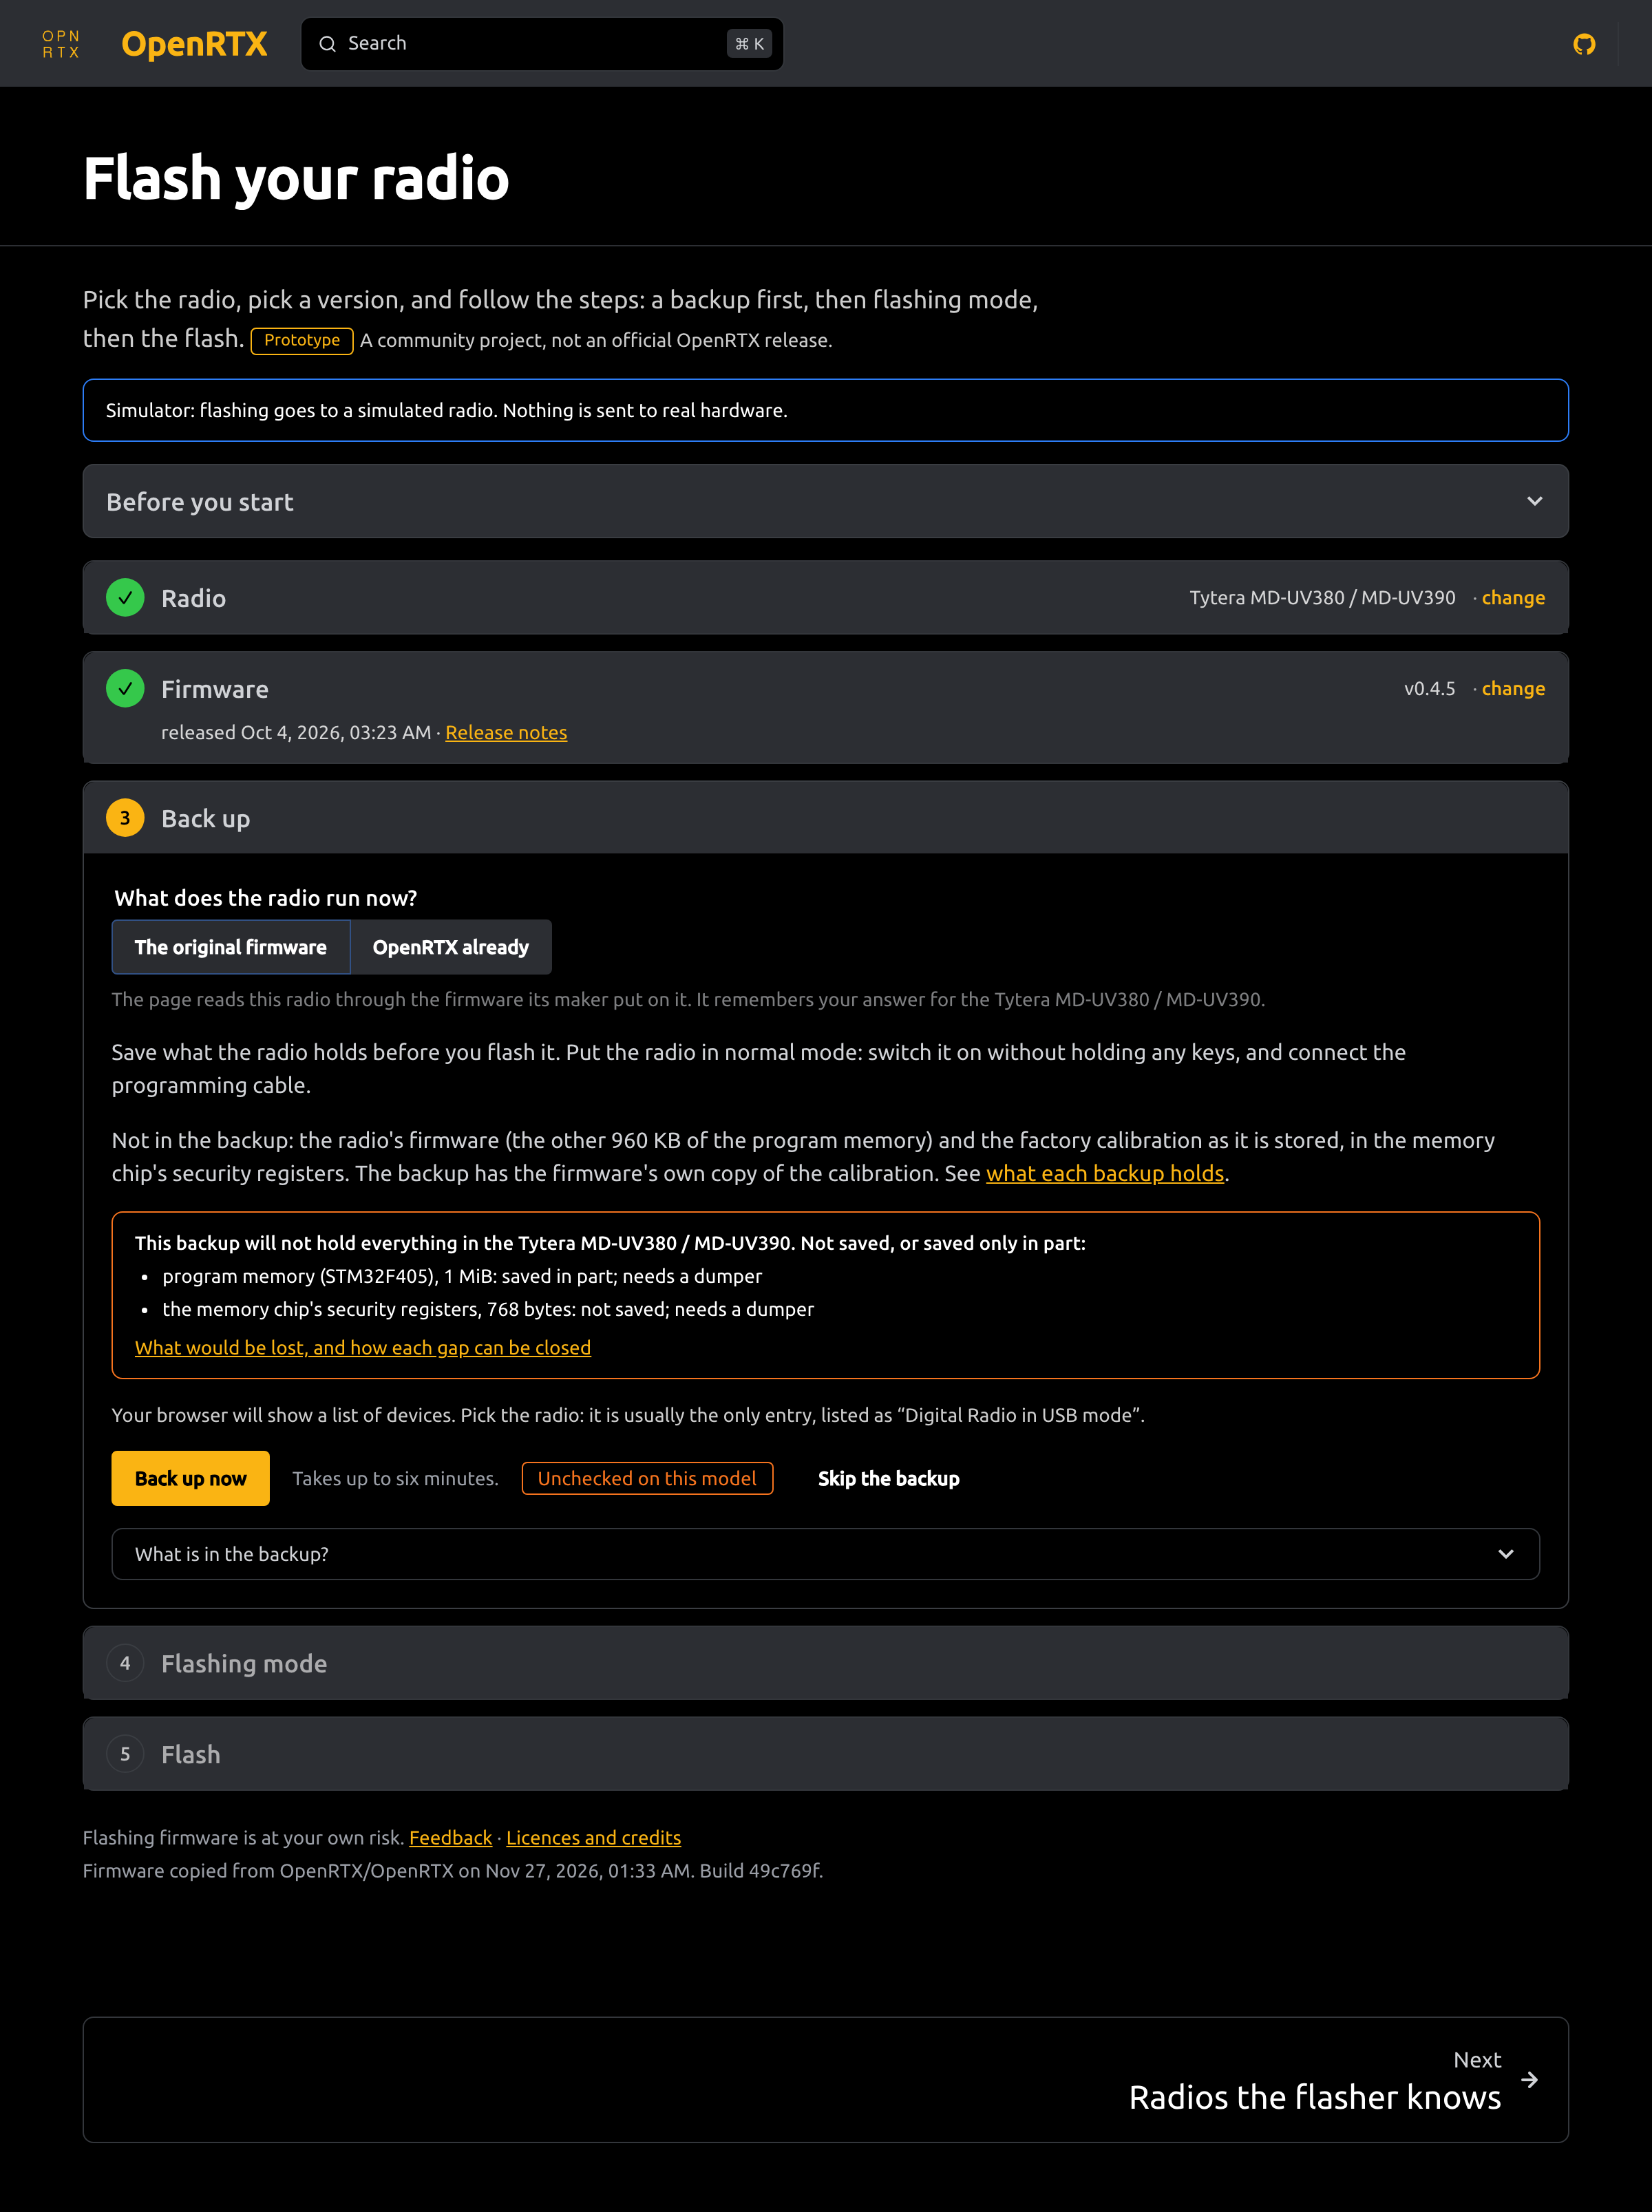 OPN
RTX
OpenRTX
Search
⌘ K
Flash your radio
Pick the radio, pick a version, and follow the steps: a backup first, then flashing mode,
then the flash. Prototype A community project, not an official OpenRTX release.
Simulator: flashing goes to a simulated radio. Nothing is sent to real hardware.
Before you start
Radio
Tytera MD-UV380 / MD-UV390 · change
Firmware
v0.4.5 · change
released Oct 4, 2026, 03:23 AM · Release notes
3 Back up
What does the radio run now?
The original firmware OpenRTX already
The page reads this radio through the firmware its maker put on it. It remembers your answer for the Tytera MD-UV380 / MD-UV390.
Save what the radio holds before you flash it. Put the radio in normal mode: switch it on without holding any keys, and connect the
programming cable.
Not in the backup: the radio's firmware (the other 960 KB of the program memory) and the factory calibration as it is stored, in the memory
chip's security registers. The backup has the firmware's own copy of the calibration. See what each backup holds.
This backup will not hold everything in the Tytera MD-UV380 / MD-UV390. Not saved, or saved only in part:
• program memory (STM32F405), 1 MiB: saved in part; needs a dumper
• the memory chip's security registers, 768 bytes: not saved; needs a dumper
What would be lost, and how each gap can be closed
Your browser will show a list of devices. Pick the radio: it is usually the only entry, listed as “Digital Radio in USB mode”.
Back up now Takes up to six minutes. Unchecked on this model Skip the backup
What is in the backup?
4 Flashing mode
5 Flash
Flashing firmware is at your own risk. Feedback · Licences and credits
Firmware copied from OpenRTX/OpenRTX on Nov 27, 2026, 01:33 AM. Build 49c769f.
Next
Radios the flasher knows